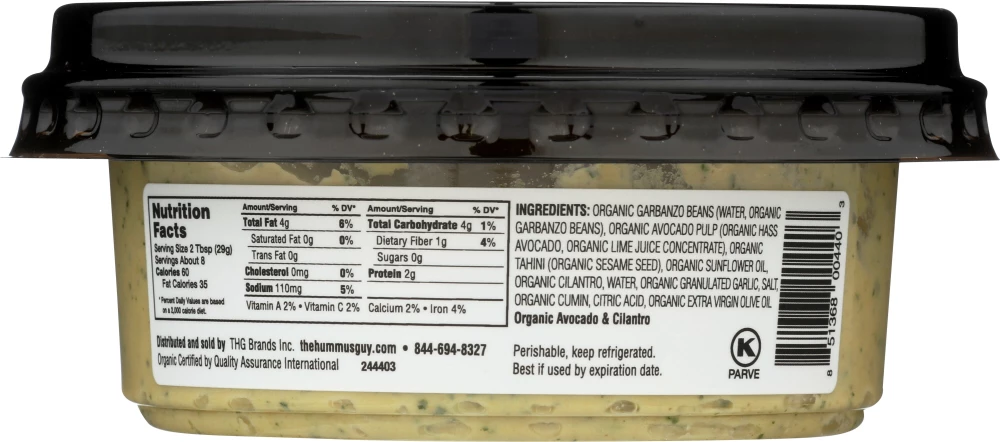 Nutrition
Facts
Serving Size 2 Tbsp (29g)
Servings About 8
Calories 60
Fat Calories 35
* Percent Daily Values are based
on a 2,000 calorie diet.
Amount/Serving % DV*
Total Fat 4g 6%
Saturated Fat 0g 0%
Trans Fat 0g
Cholesterol 0mg 0%
Sodium 110mg 5%
Amount/Serving % DV*
Total Carbohydrate 4g 1%
Dietary Fiber 1g 4%
Sugars 0g
Protein 2g
Vitamin A 2% • Vitamin C 2% Calcium 2% • Iron 4%
Distributed and sold by THG Brands Inc. thehummusguy.com • 844-694-8327
Organic Certified by Quality Assurance International 244403
INGREDIENTS: ORGANIC GARBANZO BEANS (WATER, ORGANIC
GARBANZO BEANS), ORGANIC AVOCADO PULP (ORGANIC HASS
AVOCADO, ORGANIC LIME JUICE CONCENTRATE), ORGANIC
TAHINI (ORGANIC SESAME SEED), ORGANIC SUNFLOWER OIL,
ORGANIC CILANTRO, WATER, ORGANIC GRANULATED GARLIC, SALT,
ORGANIC CUMIN, CITRIC ACID, ORGANIC EXTRA VIRGIN OLIVE OIL
Organic Avocado & Cilantro
Perishable, keep refrigerated.
Best if used by expiration date.
K
PARVE
8 51368 00440 3